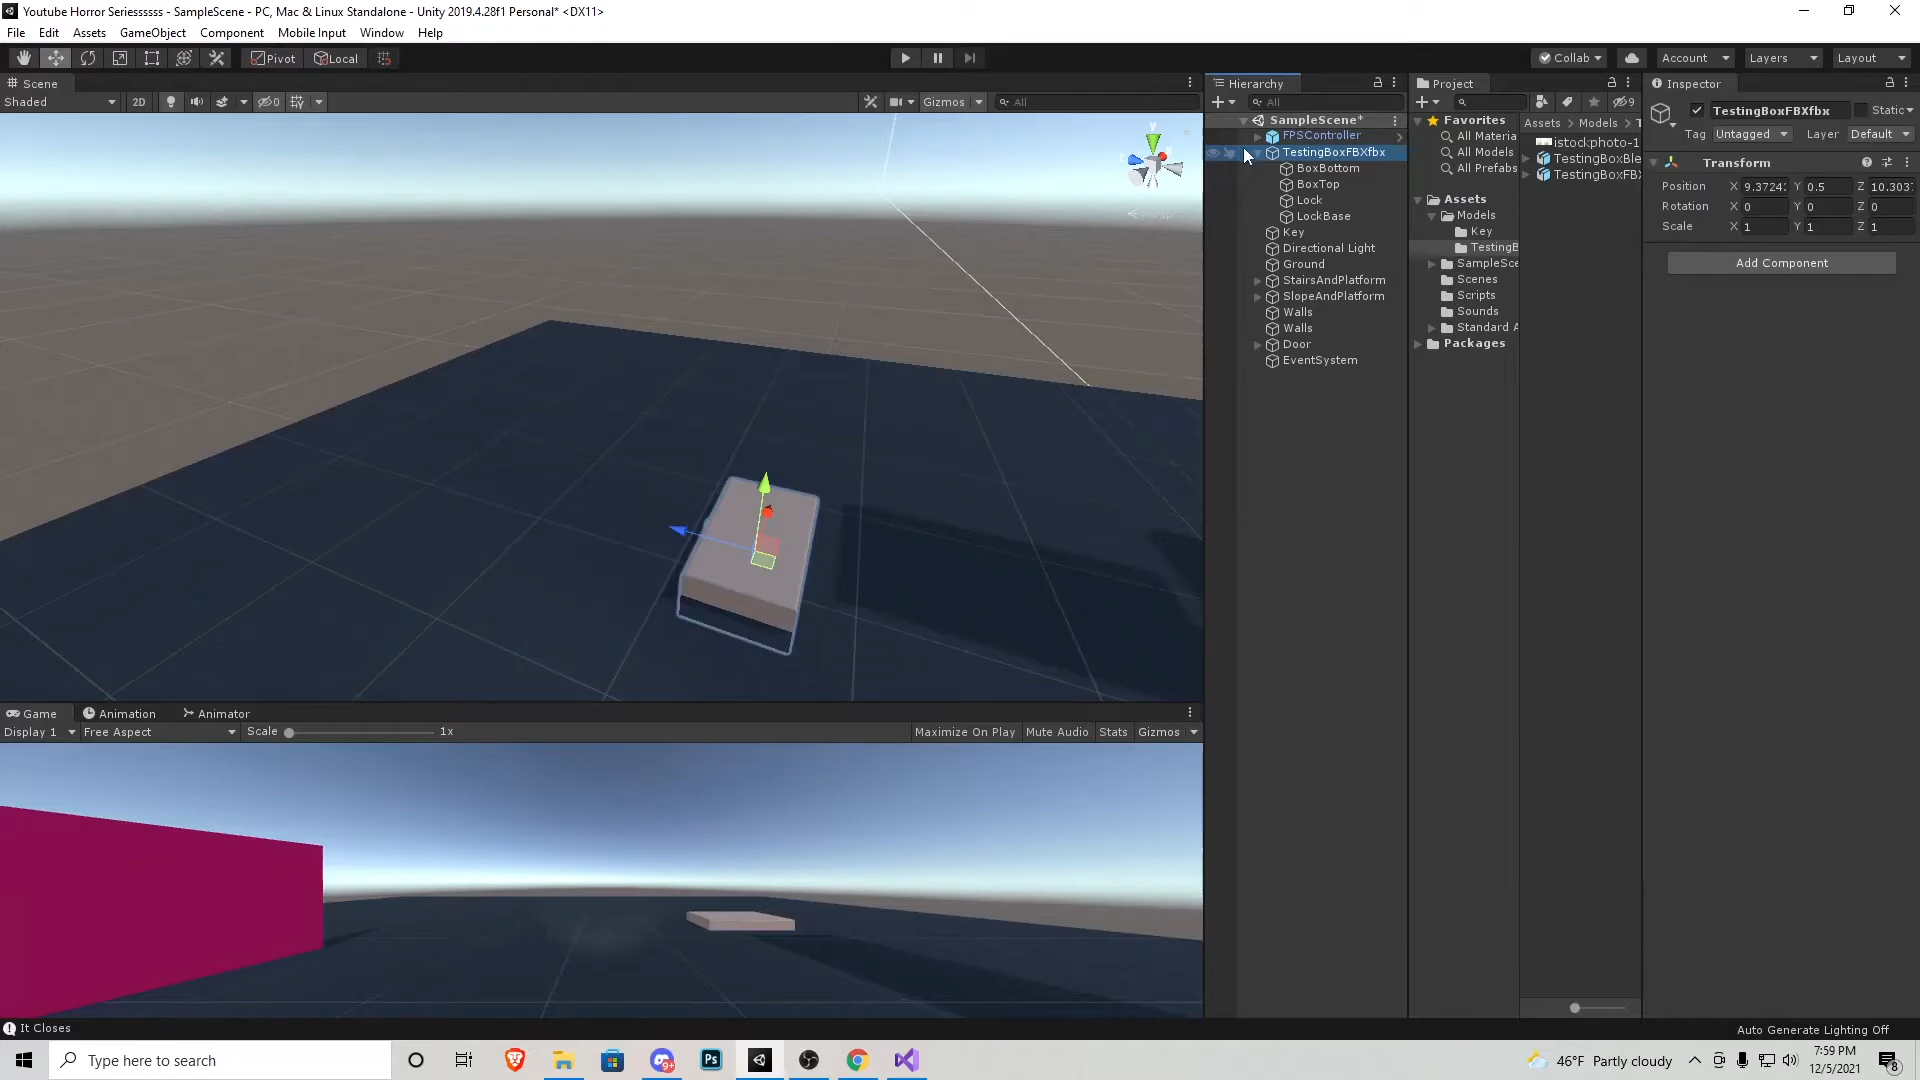 Youtube Horror Seriesssss - SampleScene - PC, Mac & Linux Standalone - Unity 2019.4.28f1 Personal* <DX11>
File Edit Assets GameObject Component Mobile Input Window Help
Pivot Local Collab Account Layers Layout
Scene
Shaded 2D 0 Gizmos All
Hierarchy
All
SampleScene*
FPSController
TestingBoxFBXfbx
BoxBottom
BoxTop
Lock
LockBase
Key
Directional Light
Ground
StairsAndPlatform
SlopeAndPlatform
Walls
Walls
Door
EventSystem
Project
9
Favorites
All Materia
All Models
All Prefabs
Assets
Models
Key
TestingB
SampleSce
Scenes
Scripts
Sounds
Standard A
Packages
Assets > Models > T
istockphoto-1
TestingBoxBle
TestingBoxFBX
Inspector
TestingBoxFBXfbx Static
Tag Untagged Layer Default
Transform
Position X 9.3724 Y 0.5 Z 10.303
Rotation X 0 Y 0 Z 0
Scale X 1 Y 1 Z 1
Add Component
y
Game Animation Animator
Display 1 Free Aspect Scale 1x Maximize On Play Mute Audio Stats Gizmos
It Closes
Auto Generate Lighting Off
Type here to search
9+
Ps
46°F Partly cloudy
7:59 PM
12/5/2021
8